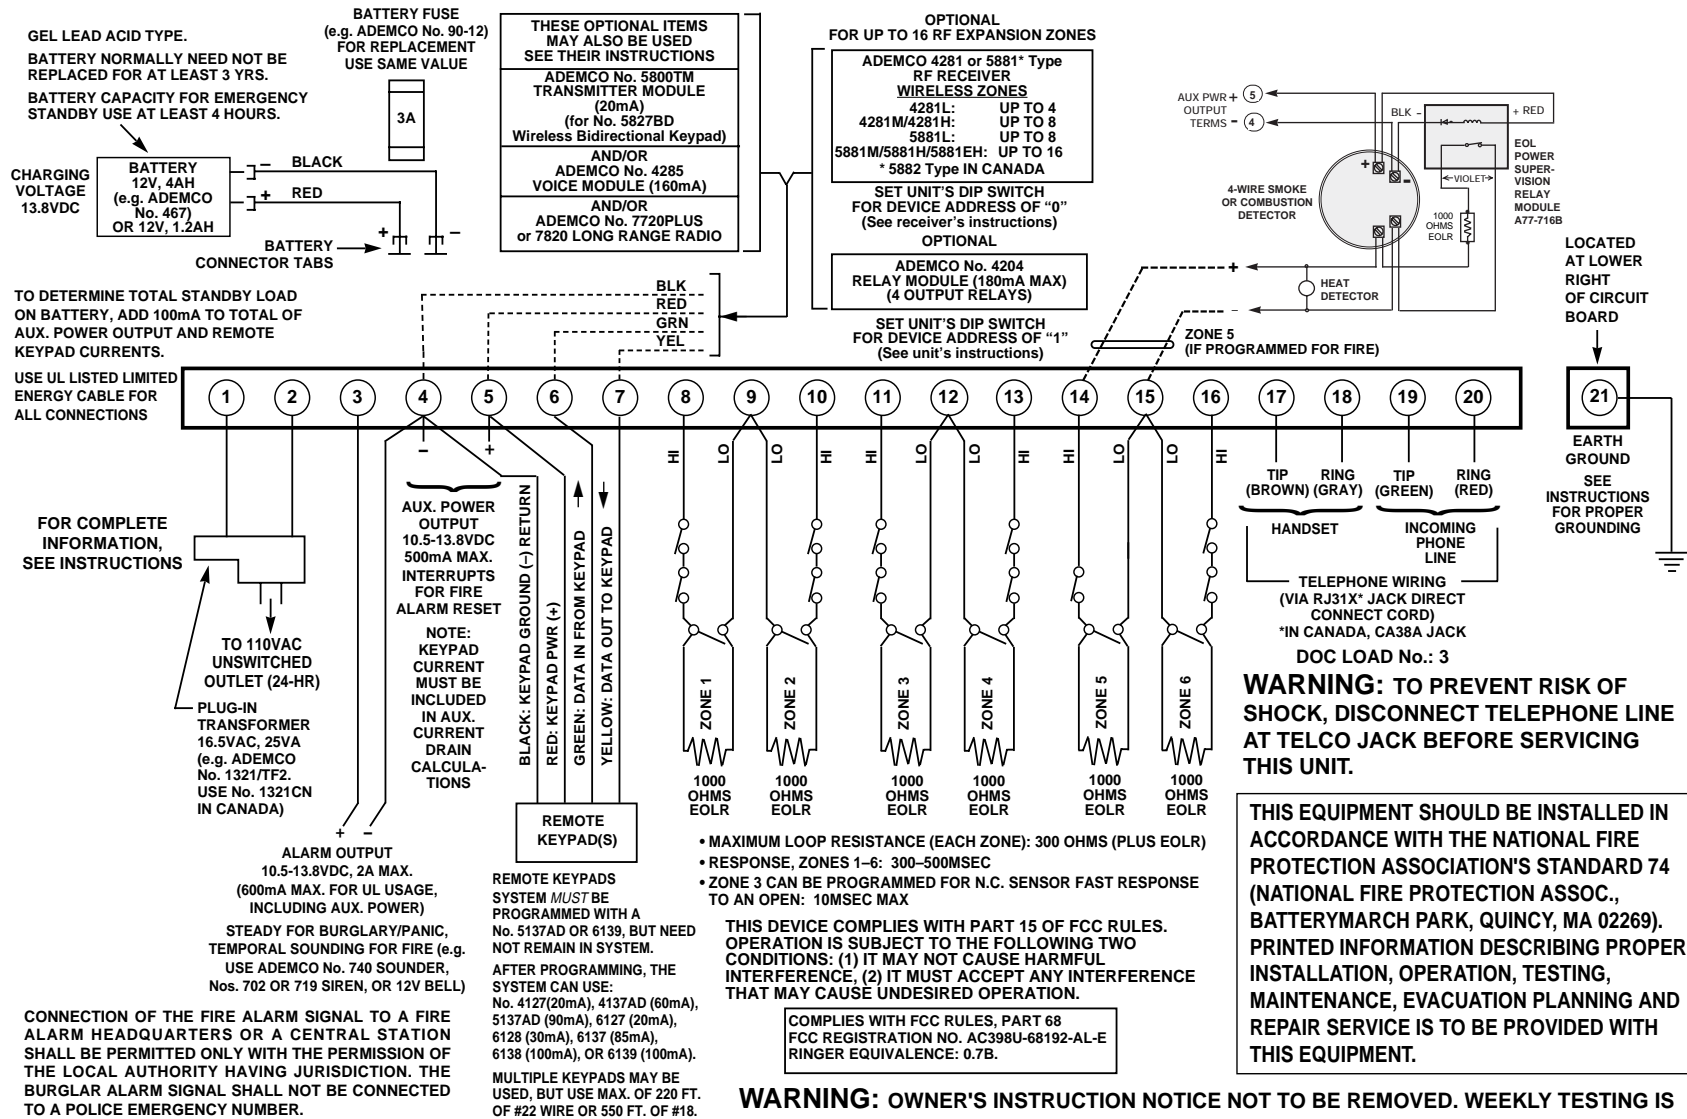 GEL LEAD ACID TYPE.
BATTERY NORMALLY NEED NOT BE
REPLACED FOR AT LEAST 3 YRS.
BATTERY CAPACITY FOR EMERGENCY
STANDBY USE AT LEAST 4 HOURS.
BATTERY FUSE
(e.g. ADEMCO No. 90-12)
FOR REPLACEMENT
USE SAME VALUE
3A
CHARGING
VOLTAGE
13.8VDC
BATTERY
12V, 4AH
(e.g. ADEMCO
No. 467)
OR 12V, 1.2AH
– BLACK
+ RED
+ –
BATTERY
CONNECTOR TABS
THESE OPTIONAL ITEMS
MAY ALSO BE USED
SEE THEIR INSTRUCTIONS
ADEMCO No. 5800TM
TRANSMITTER MODULE
(20mA)
(for No. 5827BD
Wireless Bidirectional Keypad)
AND/OR
ADEMCO No. 4285
VOICE MODULE (160mA)
AND/OR
ADEMCO No. 7720PLUS
or 7820 LONG RANGE RADIO
OPTIONAL
FOR UP TO 16 RF EXPANSION ZONES
ADEMCO 4281 or 5881* Type
RF RECEIVER
WIRELESS ZONES
4281L: UP TO 4
4281M/4281H: UP TO 8
5881L: UP TO 8
5881M/5881H/5881EH: UP TO 16
* 5882 Type IN CANADA
SET UNIT'S DIP SWITCH
FOR DEVICE ADDRESS OF “0”
(See receiver's instructions)
OPTIONAL
ADEMCO No. 4204
RELAY MODULE (180mA MAX)
(4 OUTPUT RELAYS)
SET UNIT'S DIP SWITCH
FOR DEVICE ADDRESS OF “1”
(See unit's instructions)
AUX PWR + 5
OUTPUT
TERMS – 4
BLK –
+ RED
+ –
VIOLET
4-WIRE SMOKE
OR COMBUSTION
DETECTOR
1000
OHMS
EOLR
EOL
POWER
SUPER-
VISION
RELAY
MODULE
A77-716B
+
HEAT
DETECTOR
–
ZONE 5
(IF PROGRAMMED FOR FIRE)
LOCATED
AT LOWER
RIGHT
OF CIRCUIT
BOARD
TO DETERMINE TOTAL STANDBY LOAD
ON BATTERY, ADD 100mA TO TOTAL OF
AUX. POWER OUTPUT AND REMOTE
KEYPAD CURRENTS.
USE UL LISTED LIMITED
ENERGY CABLE FOR
ALL CONNECTIONS
BLK
RED
GRN
YEL
1 2 3 4 5 6 7 8 9 10 11 12 13 14 15 16 17 18 19 20 21
– +
HI LO LO HI HI LO LO HI HI LO LO HI
FOR COMPLETE
INFORMATION,
SEE INSTRUCTIONS
TO 110VAC
UNSWITCHED
OUTLET (24-HR)
PLUG-IN
TRANSFORMER
16.5VAC, 25VA
(e.g. ADEMCO
No. 1321/TF2.
USE No. 1321CN
IN CANADA)
AUX. POWER
OUTPUT
10.5-13.8VDC
500mA MAX.
INTERRUPTS
FOR FIRE
ALARM RESET
NOTE:
KEYPAD
CURRENT
MUST BE
INCLUDED
IN AUX.
CURRENT
DRAIN
CALCULA-
TIONS
BLACK: KEYPAD GROUND (–) RETURN
RED: KEYPAD PWR (+)
GREEN: DATA IN FROM KEYPAD
YELLOW: DATA OUT TO KEYPAD
REMOTE
KEYPAD(S)
+ –
ALARM OUTPUT
10.5-13.8VDC, 2A MAX.
(600mA MAX. FOR UL USAGE,
INCLUDING AUX. POWER)
STEADY FOR BURGLARY/PANIC,
TEMPORAL SOUNDING FOR FIRE (e.g.
USE ADEMCO No. 740 SOUNDER,
Nos. 702 OR 719 SIREN, OR 12V BELL)
CONNECTION OF THE FIRE ALARM SIGNAL TO A FIRE
ALARM HEADQUARTERS OR A CENTRAL STATION
SHALL BE PERMITTED ONLY WITH THE PERMISSION OF
THE LOCAL AUTHORITY HAVING JURISDICTION. THE
BURGLAR ALARM SIGNAL SHALL NOT BE CONNECTED
TO A POLICE EMERGENCY NUMBER.
REMOTE KEYPADS
SYSTEM MUST BE
PROGRAMMED WITH A
No. 5137AD OR 6139, BUT NEED
NOT REMAIN IN SYSTEM.
AFTER PROGRAMMING, THE
SYSTEM CAN USE:
No. 4127(20mA), 4137AD (60mA),
5137AD (90mA), 6127 (20mA),
6128 (30mA), 6137 (85mA),
6138 (100mA), OR 6139 (100mA).
MULTIPLE KEYPADS MAY BE
USED, BUT USE MAX. OF 220 FT.
OF #22 WIRE OR 550 FT. OF #18.
ZONE 1 ZONE 2 ZONE 3 ZONE 4 ZONE 5 ZONE 6
1000 1000 1000 1000 1000 1000
OHMS OHMS OHMS OHMS OHMS OHMS
EOLR EOLR EOLR EOLR EOLR EOLR
• MAXIMUM LOOP RESISTANCE (EACH ZONE): 300 OHMS (PLUS EOLR)
• RESPONSE, ZONES 1–6: 300–500MSEC
• ZONE 3 CAN BE PROGRAMMED FOR N.C. SENSOR FAST RESPONSE
TO AN OPEN: 10MSEC MAX
THIS DEVICE COMPLIES WITH PART 15 OF FCC RULES.
OPERATION IS SUBJECT TO THE FOLLOWING TWO
CONDITIONS: (1) IT MAY NOT CAUSE HARMFUL
INTERFERENCE, (2) IT MUST ACCEPT ANY INTERFERENCE
THAT MAY CAUSE UNDESIRED OPERATION.
COMPLIES WITH FCC RULES, PART 68
FCC REGISTRATION NO. AC398U-68192-AL-E
RINGER EQUIVALENCE: 0.7B.
TIP RING TIP RING
(BROWN) (GRAY) (GREEN) (RED)
HANDSET
INCOMING
PHONE
LINE
TELEPHONE WIRING
(VIA RJ31X* JACK DIRECT
CONNECT CORD)
*IN CANADA, CA38A JACK
DOC LOAD No.: 3
EARTH
GROUND
SEE
INSTRUCTIONS
FOR PROPER
GROUNDING
WARNING: TO PREVENT RISK OF
SHOCK, DISCONNECT TELEPHONE LINE
AT TELCO JACK BEFORE SERVICING
THIS UNIT.
THIS EQUIPMENT SHOULD BE INSTALLED IN
ACCORDANCE WITH THE NATIONAL FIRE
PROTECTION ASSOCIATION'S STANDARD 74
(NATIONAL FIRE PROTECTION ASSOC.,
BATTERYMARCH PARK, QUINCY, MA 02269).
PRINTED INFORMATION DESCRIBING PROPER
INSTALLATION, OPERATION, TESTING,
MAINTENANCE, EVACUATION PLANNING AND
REPAIR SERVICE IS TO BE PROVIDED WITH
THIS EQUIPMENT.
WARNING: OWNER'S INSTRUCTION NOTICE NOT TO BE REMOVED. WEEKLY TESTING IS